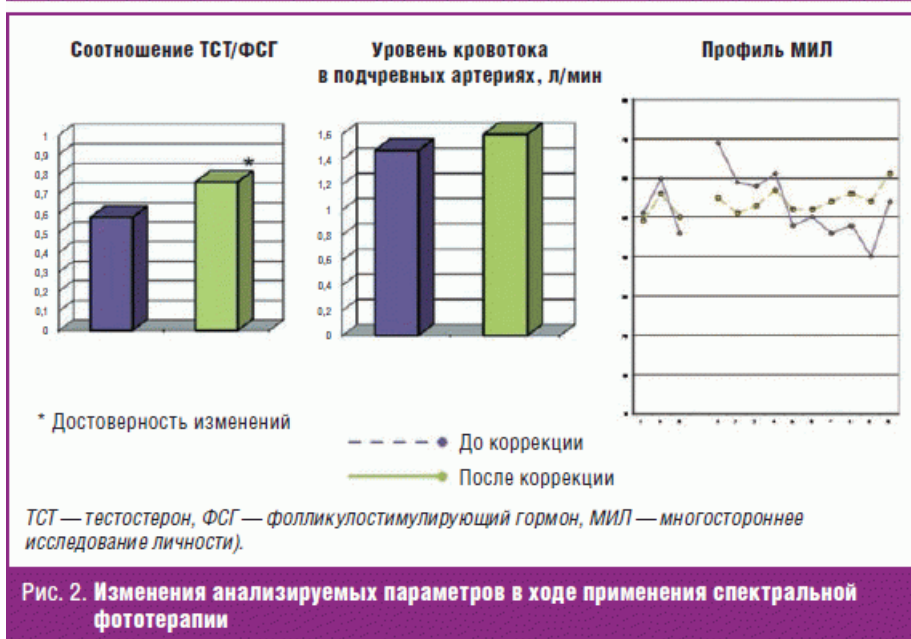 Соотношение ТСТ/ФСГ
Уровень кровотока
в подчревных артериях, л/мин
Профиль МИЛ
1
0,9
0,8
0,7
0,6
0,5
0,4
0,3
0,2
0,1
0
*
1,6
1,4
1,2
1
0,8
0,6
0,4
0,2
0
* Достоверность изменений
До коррекции
После коррекции
ТСТ — тестостерон, ФСГ — фолликулостимулирующий гормон, МИЛ — многостороннее
исследование личности).
Рис. 2. Изменения анализируемых параметров в ходе применения спектральной
фототерапии